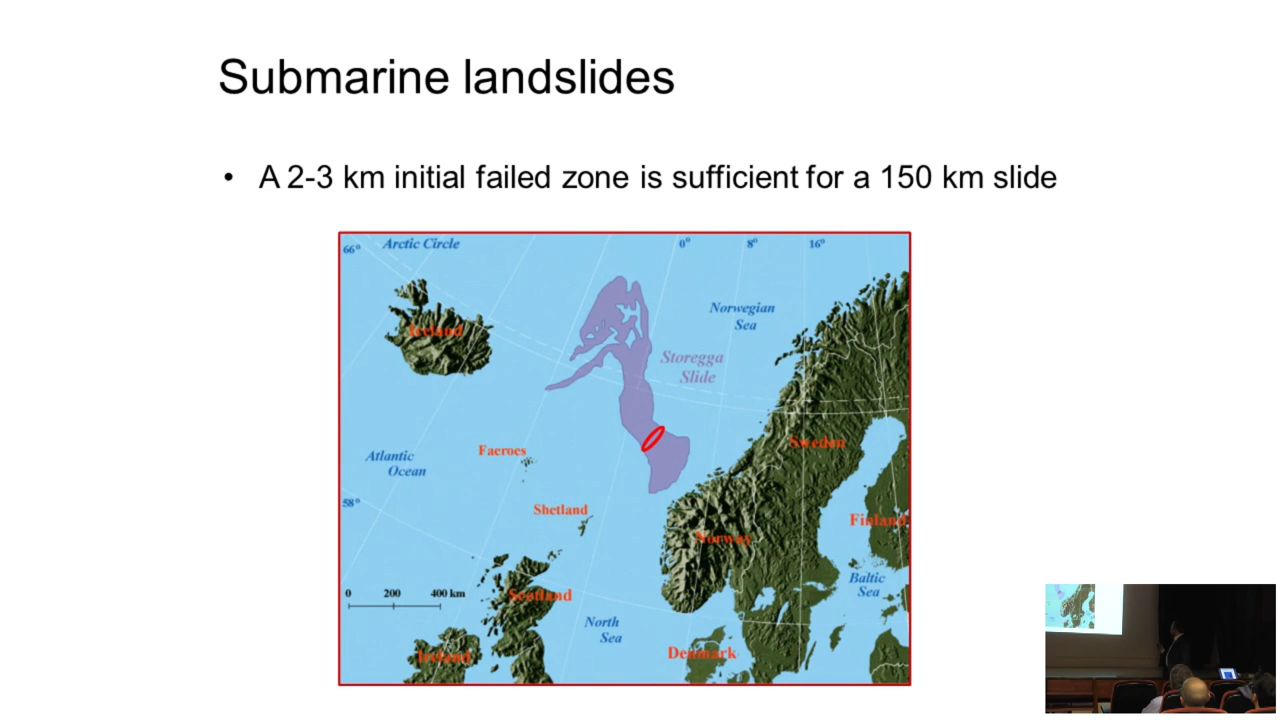 Submarine landslides
• A 2-3 km initial failed zone is sufficient for a 150 km slide
66°
Arctic Circle
0°
8°
16°
Iceland
Norwegian
Sea
Storegga
Slide
Sweden
Faeroes
Atlantic
Ocean
58°
Shetland
Finland
Norway
Baltic
Sea
0 200 400 km
Scotland
North
Sea
Ireland
Denmark